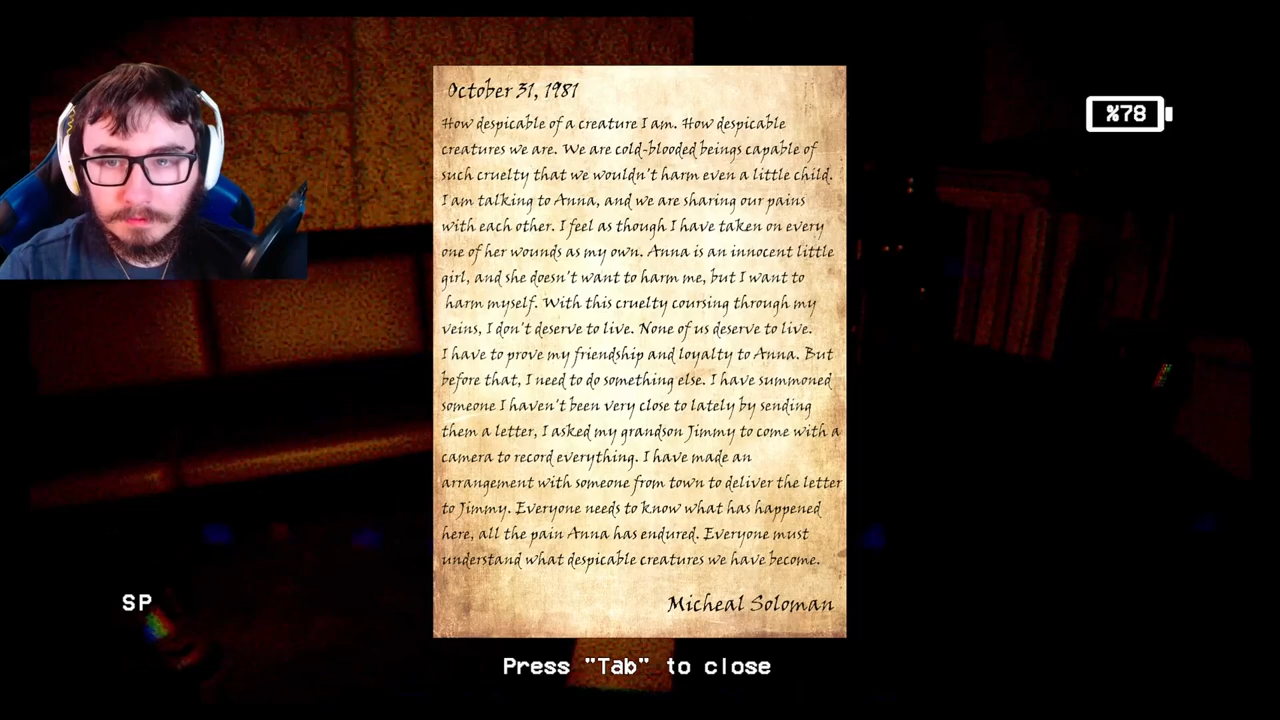 October 31, 1981
%78
How despicable of a creature I am. How despicable
creatures we are. We are cold-blooded beings capable of
such cruelty that we wouldn't harm even a little child.
I am talking to Anna, and we are sharing our pains
with each other. I feel as though I have taken on every
one of her wounds as my own. Anna is an innocent little
girl, and she doesn't want to harm me, but I want to
harm myself. With this cruelty coursing through my
veins, I don't deserve to live. None of us deserve to live.
I have to prove my friendship and loyalty to Anna. But
before that, I need to do something else. I have summoned
someone I haven't been very close to lately by sending
them a letter, I asked my grandson Jimmy to come with a
camera to record everything. I have made an
arrangement with someone from town to deliver the letter
to Jimmy. Everyone needs to know what has happened
here, all the pain Anna has endured. Everyone must
understand what despicable creatures we have become.
Micheal Soloman
SP
Press "Tab" to close